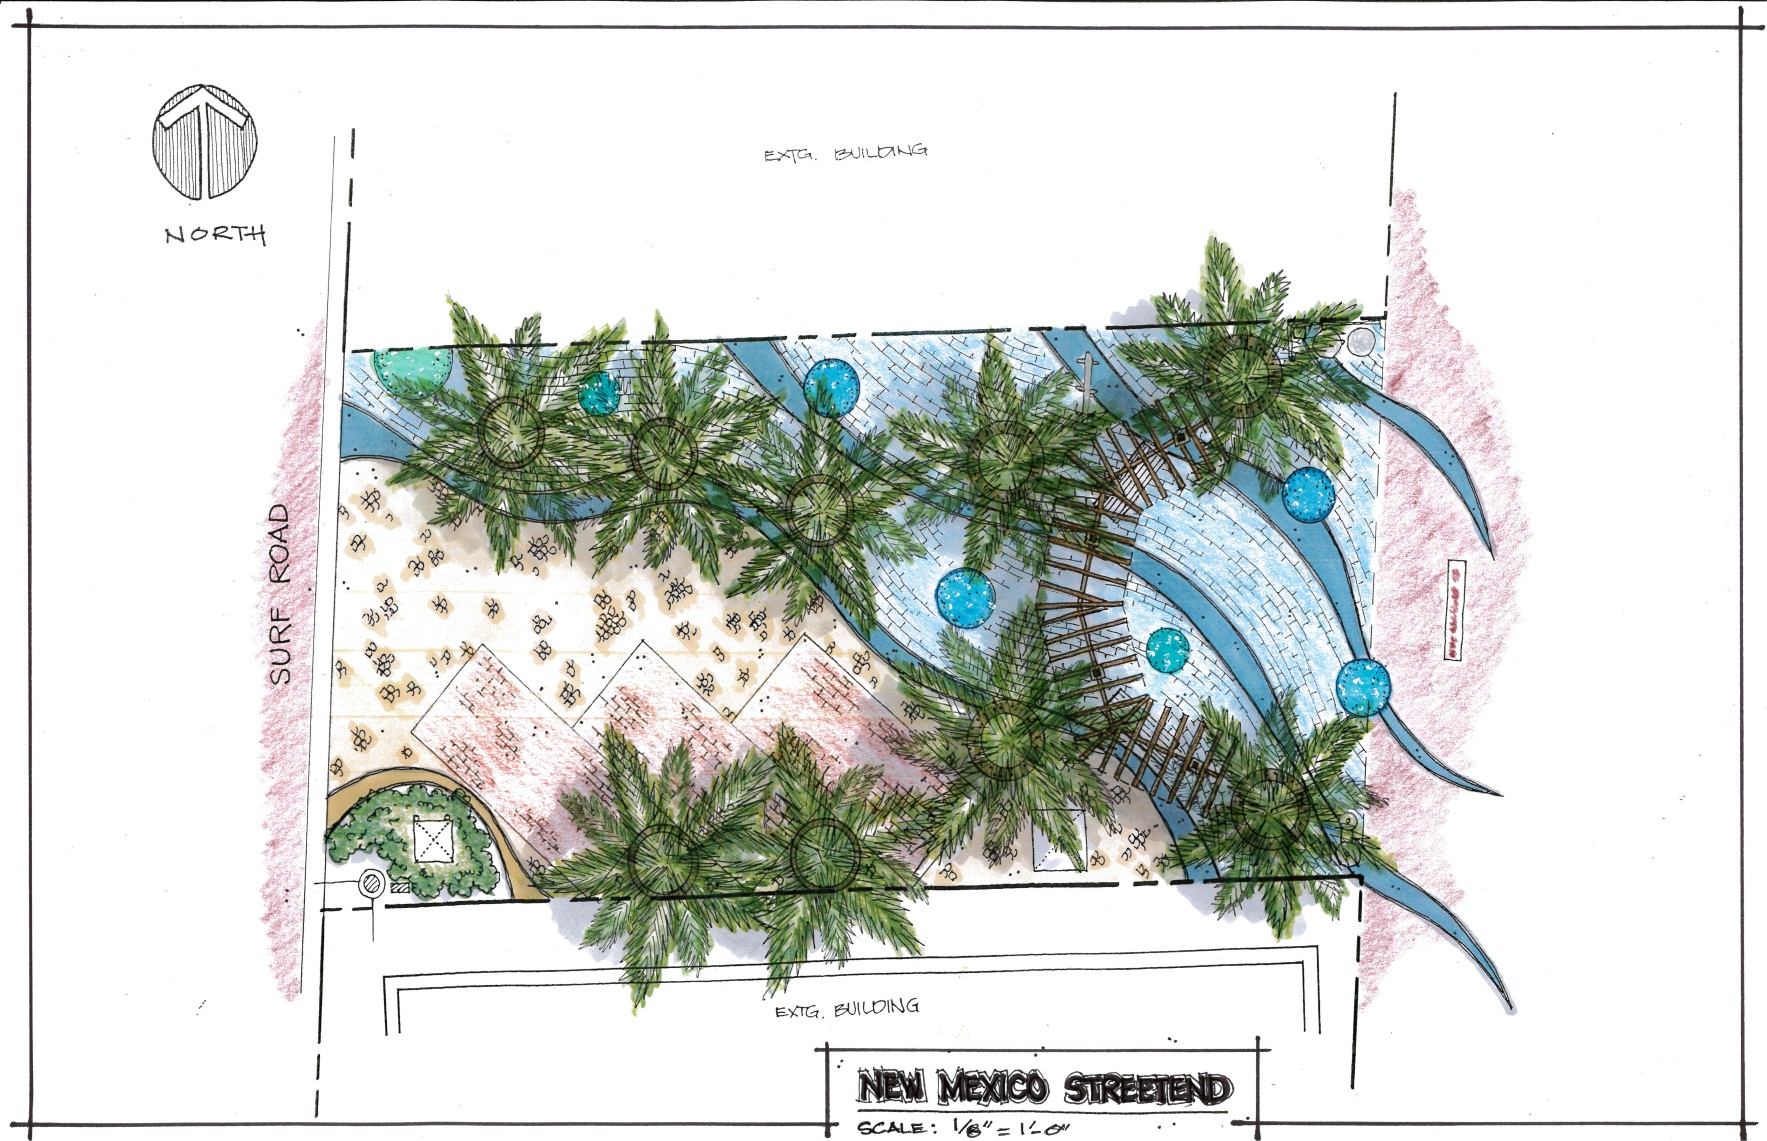 EXTG. BUILDING
NORTH
SURF ROAD
EXTG. BUILDING
NEW MEXICO STREETEND
SCALE: 1/8" = 1'-0"